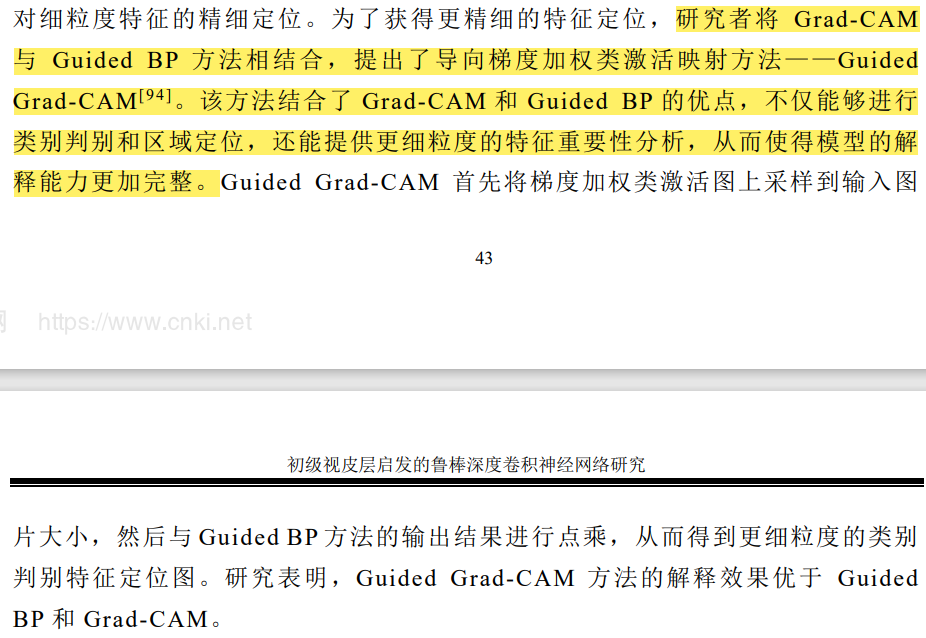 对细粒度特征的精细定位。为了获得更精细的特征定位，研究者将 Grad-CAM
与 Guided BP 方法相结合，提出了导向梯度加权类激活映射方法——Guided
Grad-CAM[94]。该方法结合了 Grad-CAM 和 Guided BP 的优点，不仅能够进行
类别判别和区域定位，还能提供更细粒度的特征重要性分析，从而使得模型的解
释能力更加完整。Guided Grad-CAM 首先将梯度加权类激活图上采样到输入图
43
网 https://www.cnki.net
初级视皮层启发的鲁棒深度卷积神经网络研究
片大小，然后与 Guided BP 方法的输出结果进行点乘，从而得到更细粒度的类别
判别特征定位图。研究表明，Guided Grad-CAM 方法的解释效果优于 Guided
BP 和 Grad-CAM。